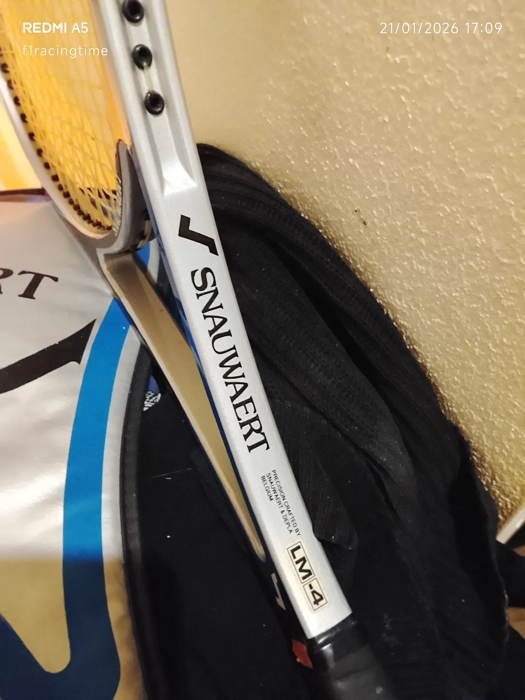 REDMI A5
f1racingtime
21/01/2026 17:09
RT
SNAUWAERT
PRECISION CRAFTED BY
SNAUWAERT & DEPLA
BELGIUM
LM-4